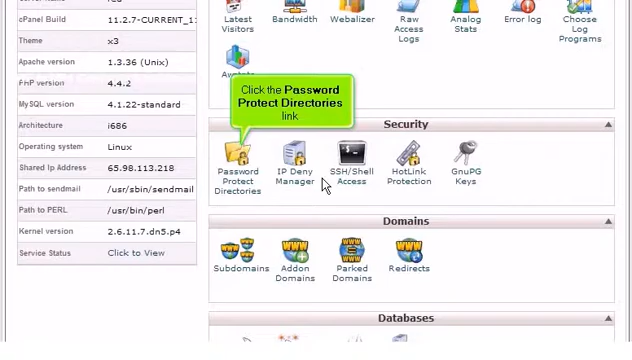 cPanel Build 11.2.7-CURRENT_11
Theme x3
Apache version 1.3.36 (Unix)
PHP version 4.4.2
MySQL version 4.1.22-standard
Architecture i686
Operating system Linux
Shared Ip Address 65.98.113.218
Path to sendmail /usr/sbin/sendmail
Path to PERL /usr/bin/perl
Kernel version 2.6.11.7.dn5.p4
Service Status Click to View
Latest Visitors
Bandwidth
Webalizer
Raw Access Logs
Analog Stats
Error log
Choose Log Programs
Click the Password
Protect Directories
link
Security
Password Protect Directories
IP Deny Manager
SSH/Shell Access
HotLink Protection
GnuPG Keys
Domains
Subdomains
Addon Domains
Parked Domains
Redirects
Databases